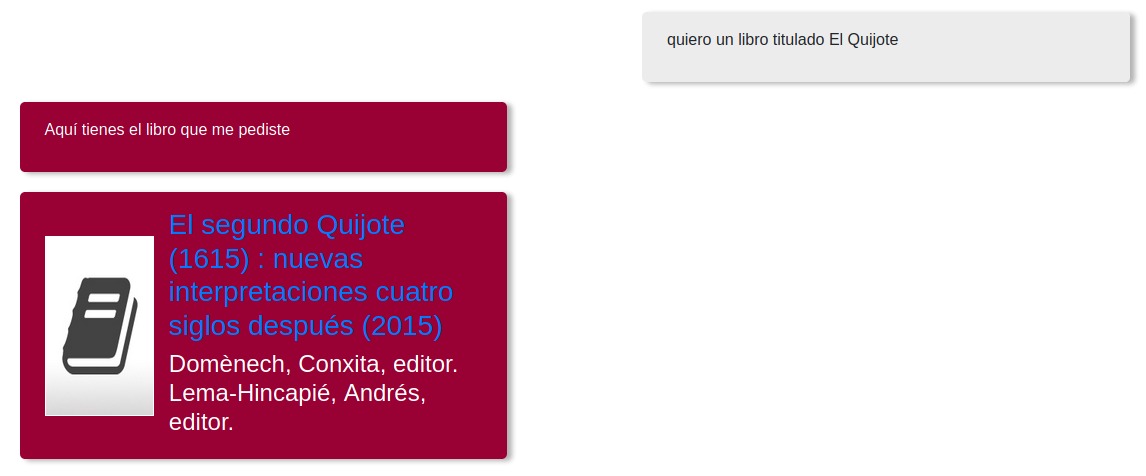 quiero un libro titulado El Quijote
Aquí tienes el libro que me pediste
El segundo Quijote
(1615) : nuevas
interpretaciones cuatro
siglos después (2015)
Domènech, Conxita, editor.
Lema-Hincapié, Andrés,
editor.